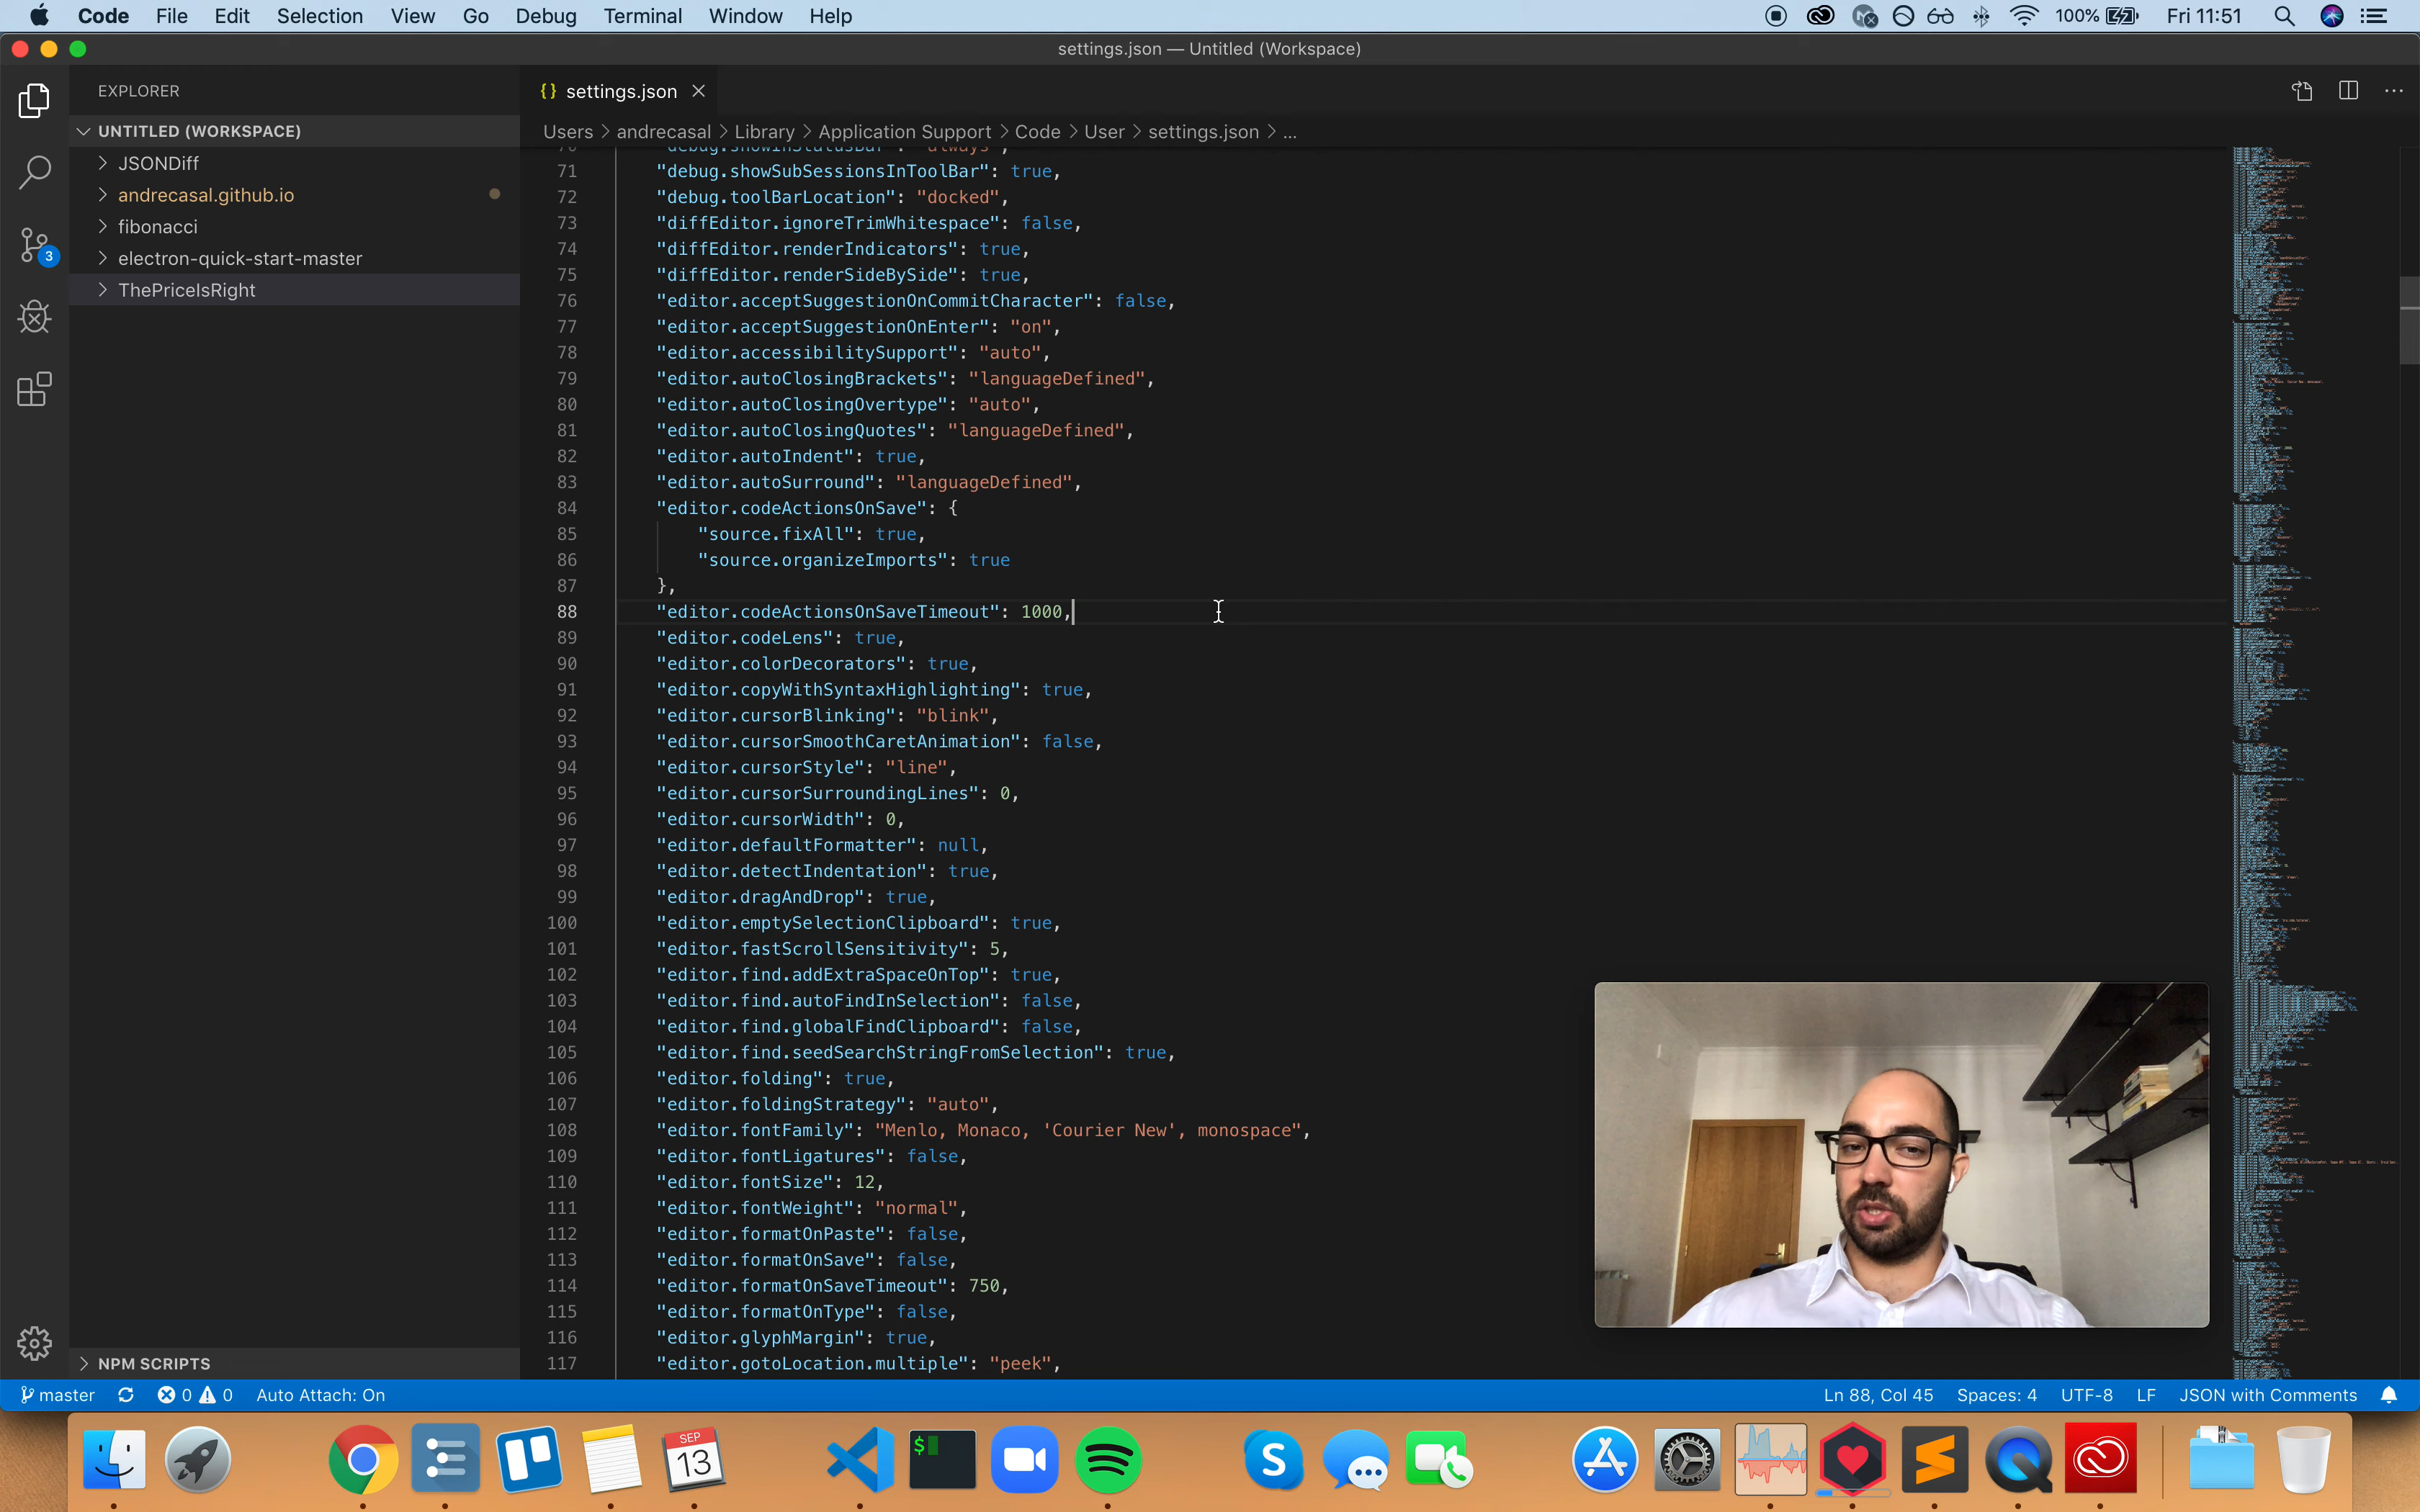 Code File Edit Selection View Go Debug Terminal Window Help 100% Fri 11:51
settings.json — Untitled (Workspace)
EXPLORER
UNTITLED (WORKSPACE)
JSONDiff
andrecasal.github.io
fibonacci
electron-quick-start-master
ThePriceIsRight
3
NPM SCRIPTS
{} settings.json
Users > andrecasal > Library > Application Support > Code > User > settings.json > ...
70 "debug.showInStatusBar": "always",
71 "debug.showSubSessionsInToolBar": true,
72 "debug.toolBarLocation": "docked",
73 "diffEditor.ignoreTrimWhitespace": false,
74 "diffEditor.renderIndicators": true,
75 "diffEditor.renderSideBySide": true,
76 "editor.acceptSuggestionOnCommitCharacter": false,
77 "editor.acceptSuggestionOnEnter": "on",
78 "editor.accessibilitySupport": "auto",
79 "editor.autoClosingBrackets": "languageDefined",
80 "editor.autoClosingOvertype": "auto",
81 "editor.autoClosingQuotes": "languageDefined",
82 "editor.autoIndent": true,
83 "editor.autoSurround": "languageDefined",
84 "editor.codeActionsOnSave": {
85 "source.fixAll": true,
86 "source.organizeImports": true
87 },
88 "editor.codeActionsOnSaveTimeout": 1000,
89 "editor.codeLens": true,
90 "editor.colorDecorators": true,
91 "editor.copyWithSyntaxHighlighting": true,
92 "editor.cursorBlinking": "blink",
93 "editor.cursorSmoothCaretAnimation": false,
94 "editor.cursorStyle": "line",
95 "editor.cursorSurroundingLines": 0,
96 "editor.cursorWidth": 0,
97 "editor.defaultFormatter": null,
98 "editor.detectIndentation": true,
99 "editor.dragAndDrop": true,
100 "editor.emptySelectionClipboard": true,
101 "editor.fastScrollSensitivity": 5,
102 "editor.find.addExtraSpaceOnTop": true,
103 "editor.find.autoFindInSelection": false,
104 "editor.find.globalFindClipboard": false,
105 "editor.find.seedSearchStringFromSelection": true,
106 "editor.folding": true,
107 "editor.foldingStrategy": "auto",
108 "editor.fontFamily": "Menlo, Monaco, 'Courier New', monospace",
109 "editor.fontLigatures": false,
110 "editor.fontSize": 12,
111 "editor.fontWeight": "normal",
112 "editor.formatOnPaste": false,
113 "editor.formatOnSave": false,
114 "editor.formatOnSaveTimeout": 750,
115 "editor.formatOnType": false,
116 "editor.glyphMargin": true,
117 "editor.gotoLocation.multiple": "peek",
master 0 0 Auto Attach: On Ln 88, Col 45 Spaces: 4 UTF-8 LF JSON with Comments
SEP
13
$
S